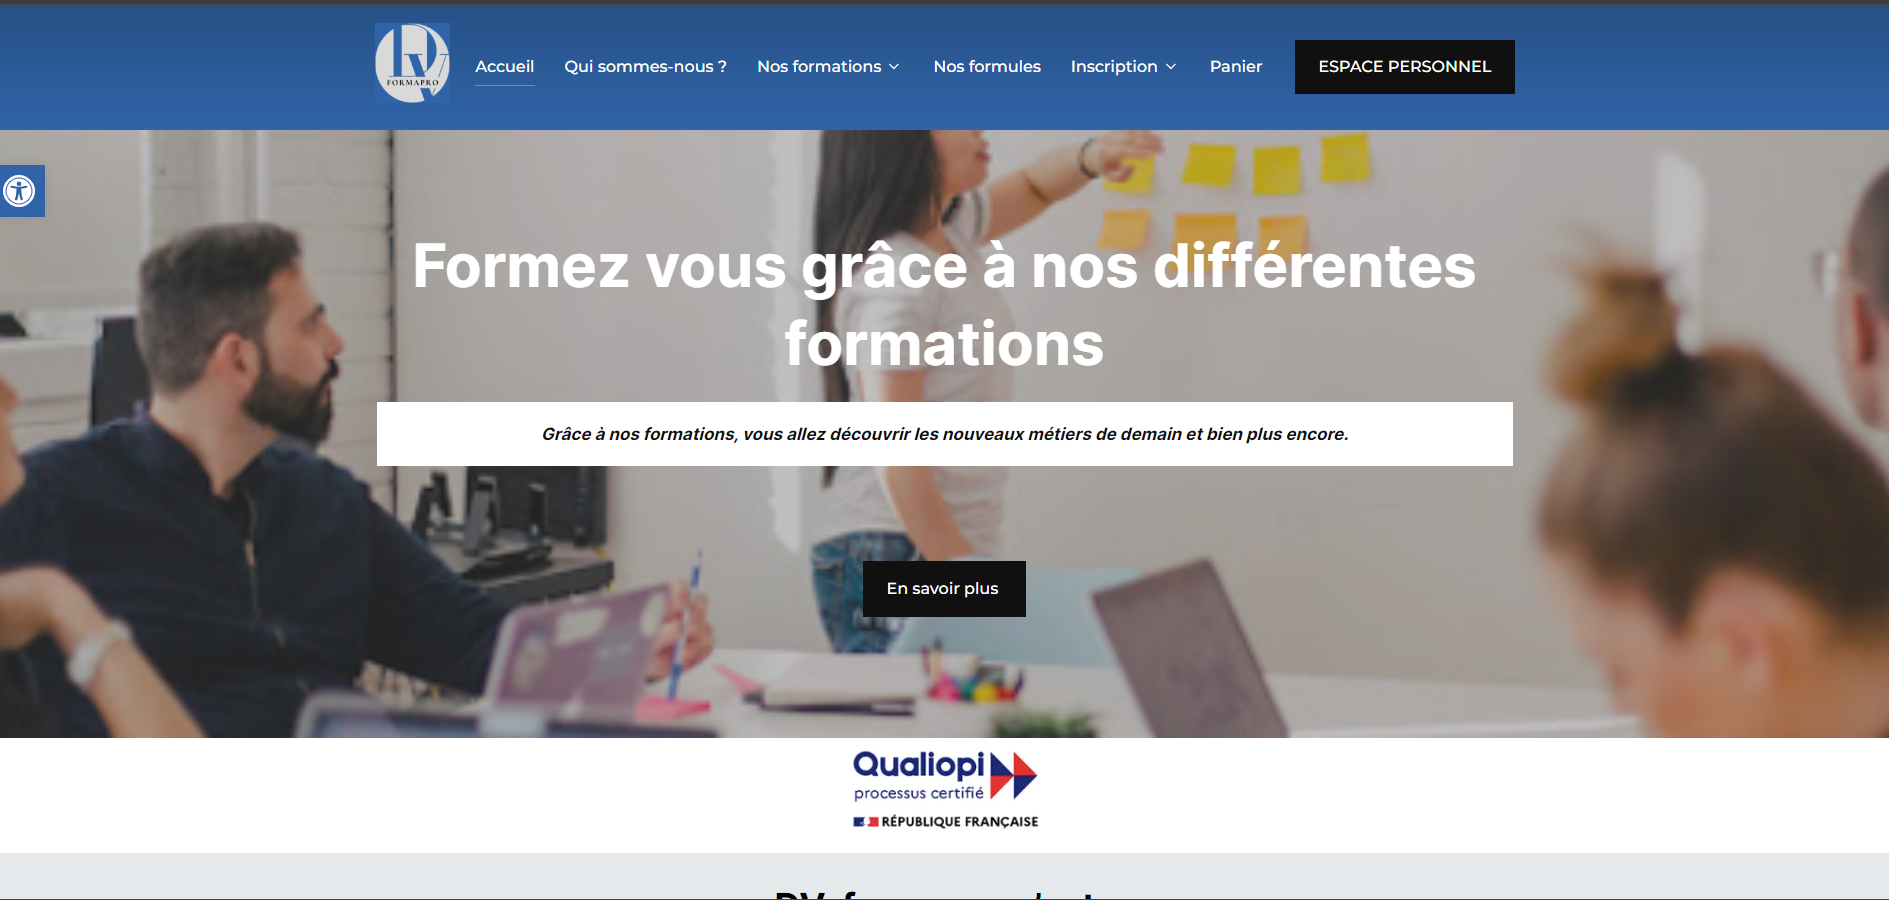 FORMAPRO
Accueil
Qui sommes-nous ?
Nos formations
Nos formules
Inscription
Panier
ESPACE PERSONNEL
Formez vous grâce à nos différentes
formations
Grâce à nos formations, vous allez découvrir les nouveaux métiers de demain et bien plus encore.
En savoir plus
Qualiopi
processus certifié
RÉPUBLIQUE FRANÇAISE